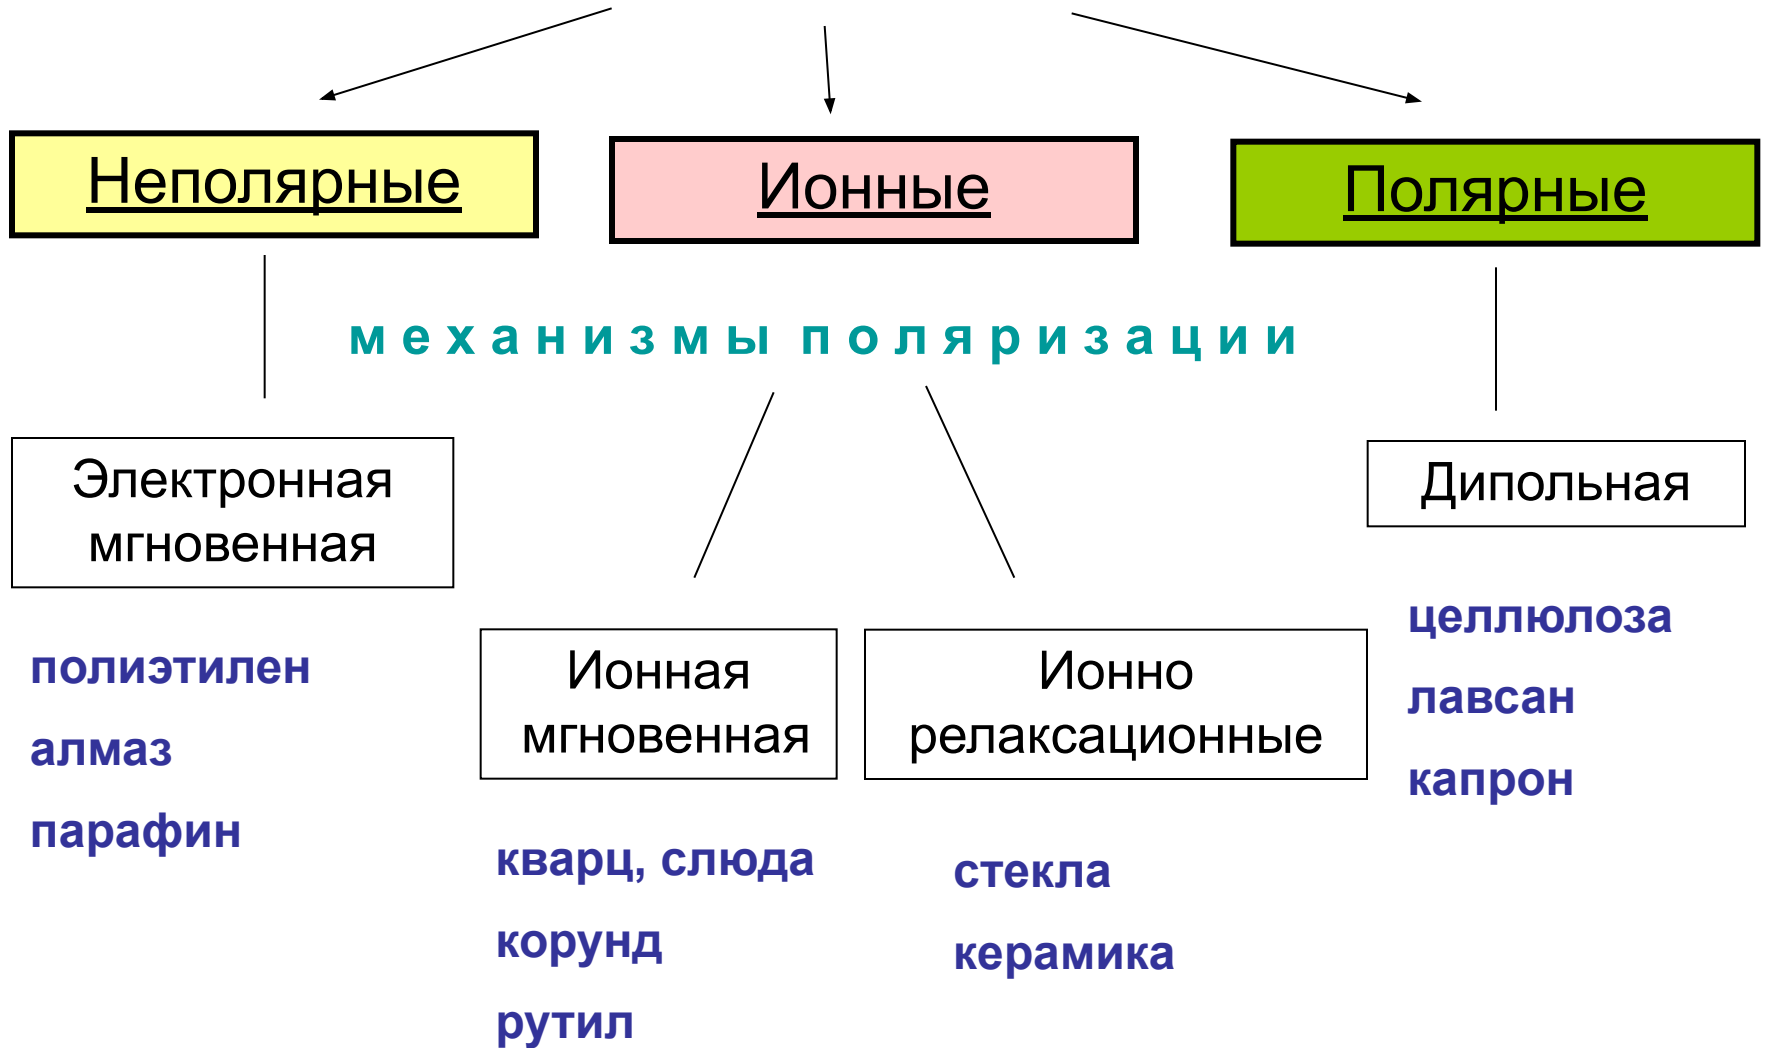 Неполярные
Ионные
Полярные
механизмы поляризации
Электронная
мгновенная
полиэтилен
алмаз
парафин
Ионная
мгновенная
кварц, слюда
корунд
рутил
Ионно
релаксационные
стекла
керамика
Дипольная
целлюлоза
лавсан
капрон